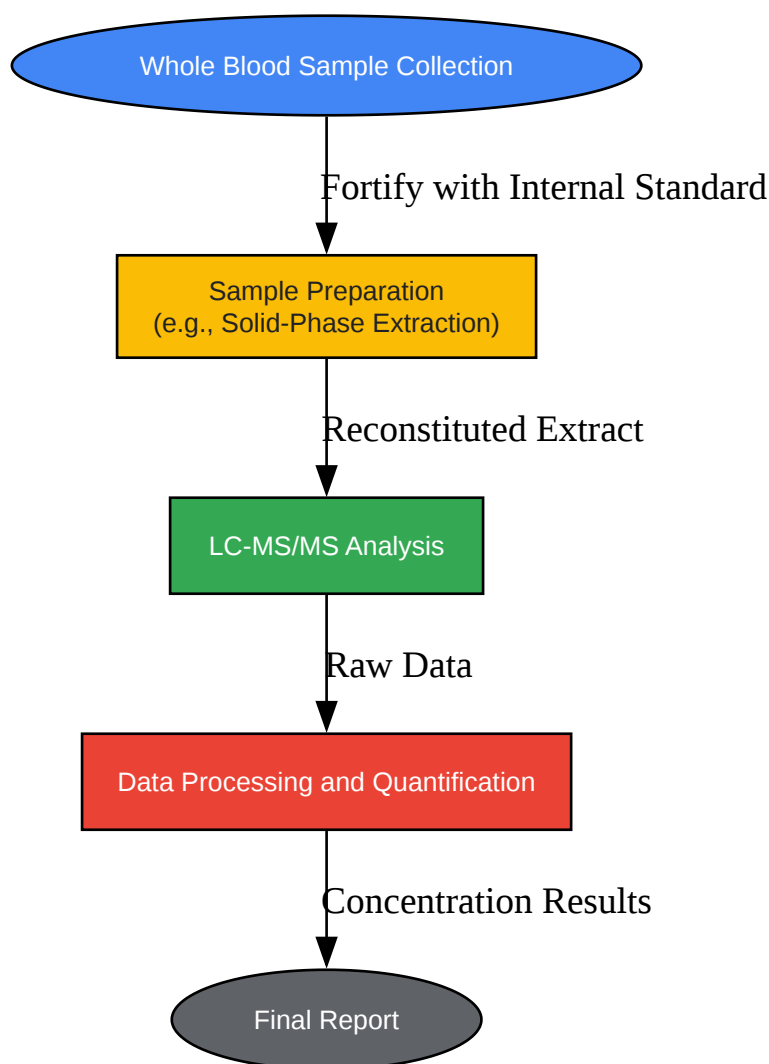 Whole Blood Sample Collection
Fortify with Internal Standard
Sample Preparation
(e.g., Solid-Phase Extraction)
Reconstituted Extract
LC-MS/MS Analysis
Raw Data
Data Processing and Quantification
Concentration Results
Final Report